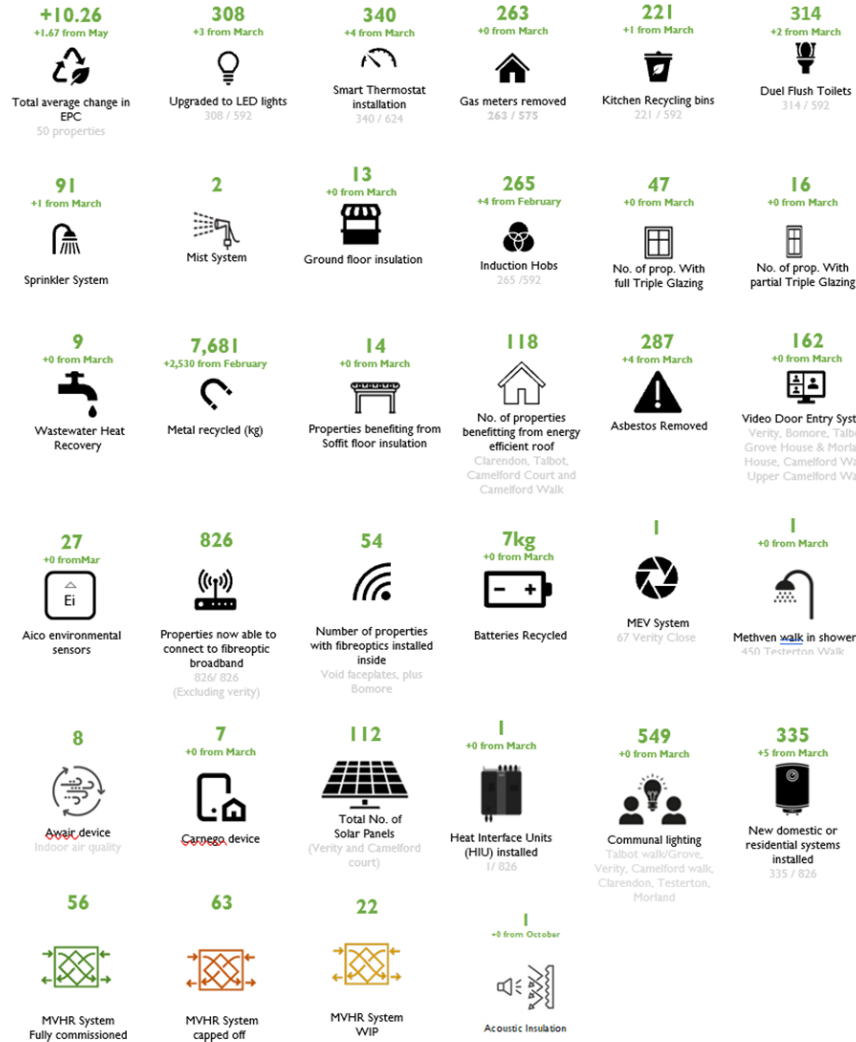 +10.26
+1.67 from May
Total average change in
EPC
50 properties
308
+3 from March
Upgraded to LED lights
308 / 592
340
+4 from March
Smart Thermostat
installation
340 / 624
263
+0 from March
Gas meters removed
263 / 575
221
+1 from March
Kitchen Recycling bins
221 / 592
314
+2 from March
Duel Flush Toilets
314 / 592
91
+1 from March
Sprinkler System
2
Mist System
13
+0 from March
Ground floor insulation
265
+4 from February
Induction Hobs
265 /592
47
+0 from March
No. of prop. With
full Triple Glazing
16
+0 from March
No. of prop. With
partial Triple Glazing
9
+0 from March
Wastewater Heat
Recovery
7,681
+2,530 from February
Metal recycled (kg)
14
+0 from March
Properties benefiting from
Soffit floor insulation
118
No. of properties
benefitting from energy
efficient roof
Clarendon, Talbot,
Camelford Court and
Camelford Walk
287
+4 from March
Asbestos Removed
162
+0 from March
Video Door Entry Syst
Verity, Bomore, Talb
Grove House & Morla
House, Camelford Wa
Upper Camelford Wa
27
+0 fromMar
Ei
Aico environmental
sensors
826
Properties now able to
connect to fibreoptic
broadband
826/ 826
(Excluding verity)
54
Number of properties
with fibreoptics installed
inside
Void faceplates, plus
Bomore
7kg
+0 from March
Batteries Recycled
1
MEV System
67 Verity Close
1
+0 from March
Methven walk in shower
450 Testerton Walk
8
Awair device
Indoor air quality
7
+0 from March
Carnego device
112
Total No. of
Solar Panels
(Verity and Camelford
court)
1
+0 from March
Heat Interface Units
(HIU) installed
1/ 826
549
+0 from March
Communal lighting
Talbot walk/Grove,
Verity, Camelford walk,
Clarendon, Testerton,
Morland
335
+5 from March
New domestic or
residential systems
installed
335 / 826
56
MVHR System
Fully commissioned
63
MVHR System
capped off
22
MVHR System
WIP
1
+0 from October
Acoustic Insulation